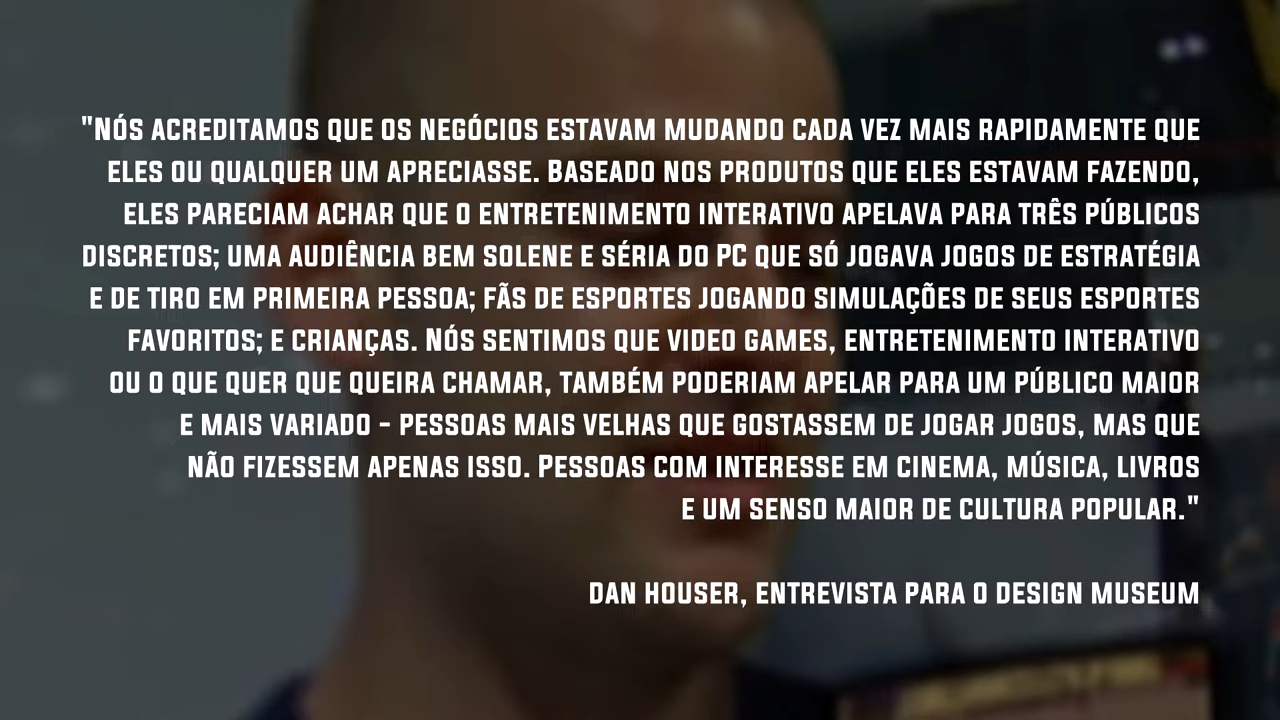 "Nós acreditamos que os negócios estavam mudando cada vez mais rapidamente que
eles ou qualquer um apreciasse. Baseado nos produtos que eles estavam fazendo,
eles pareciam achar que o entretenimento interativo apelava para três públicos
discretos; uma audiência bem solene e séria do PC que só jogava jogos de estratégia
e de tiro em primeira pessoa; fãs de esportes jogando simulações de seus esportes
favoritos; e crianças. Nós sentimos que video games, entretenimento interativo
ou o que quer que queira chamar, também poderiam apelar para um público maior
e mais variado - pessoas mais velhas que gostassem de jogar jogos, mas que
não fizessem apenas isso. Pessoas com interesse em cinema, música, livros
e um senso maior de cultura popular."
dan houser, entrevista para o design museum